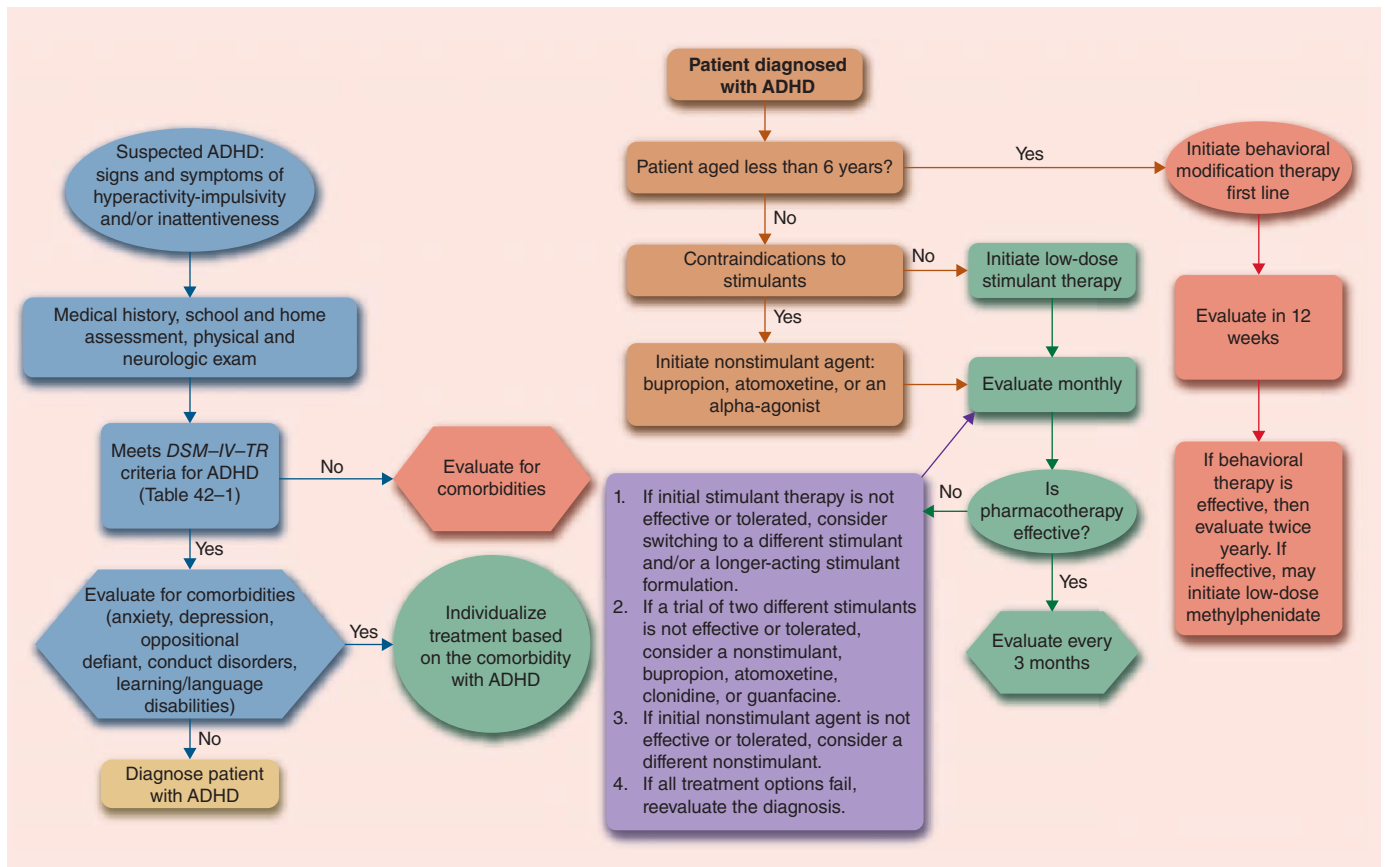 Suspected ADHD:
signs and symptoms of
hyperactivity-impulsivity
and/or inattentiveness
Medical history, school and home
assessment, physical and
neurologic exam
Meets DSM–IV–TR
criteria for ADHD
(Table 42–1)
No
Evaluate for
comorbidities
Yes
Evaluate for comorbidities
(anxiety, depression,
oppositional
defiant, conduct disorders,
learning/language
disabilities)
Yes
Individualize
treatment based
on the comorbidity
with ADHD
No
Diagnose patient
with ADHD
Patient diagnosed
with ADHD
Patient aged less than 6 years?
Yes
Initiate behavioral
modification therapy
first line
No
Contraindications to
stimulants
No
Initiate low-dose
stimulant therapy
Yes
Initiate nonstimulant agent:
bupropion, atomoxetine, or an
alpha-agonist
Evaluate monthly
Is
pharmacotherapy
effective?
No
1. If initial stimulant therapy is not
effective or tolerated, consider
switching to a different stimulant
and/or a longer-acting stimulant
formulation.
2. If a trial of two different stimulants
is not effective or tolerated,
consider a nonstimulant,
bupropion, atomoxetine,
clonidine, or guanfacine.
3. If initial nonstimulant agent is not
effective or tolerated, consider a
different nonstimulant.
4. If all treatment options fail,
reevaluate the diagnosis.
Yes
Evaluate every
3 months
Evaluate in 12
weeks
If behavioral
therapy is
effective, then
evaluate twice
yearly. If
ineffective, may
initiate low-dose
methylphenidate